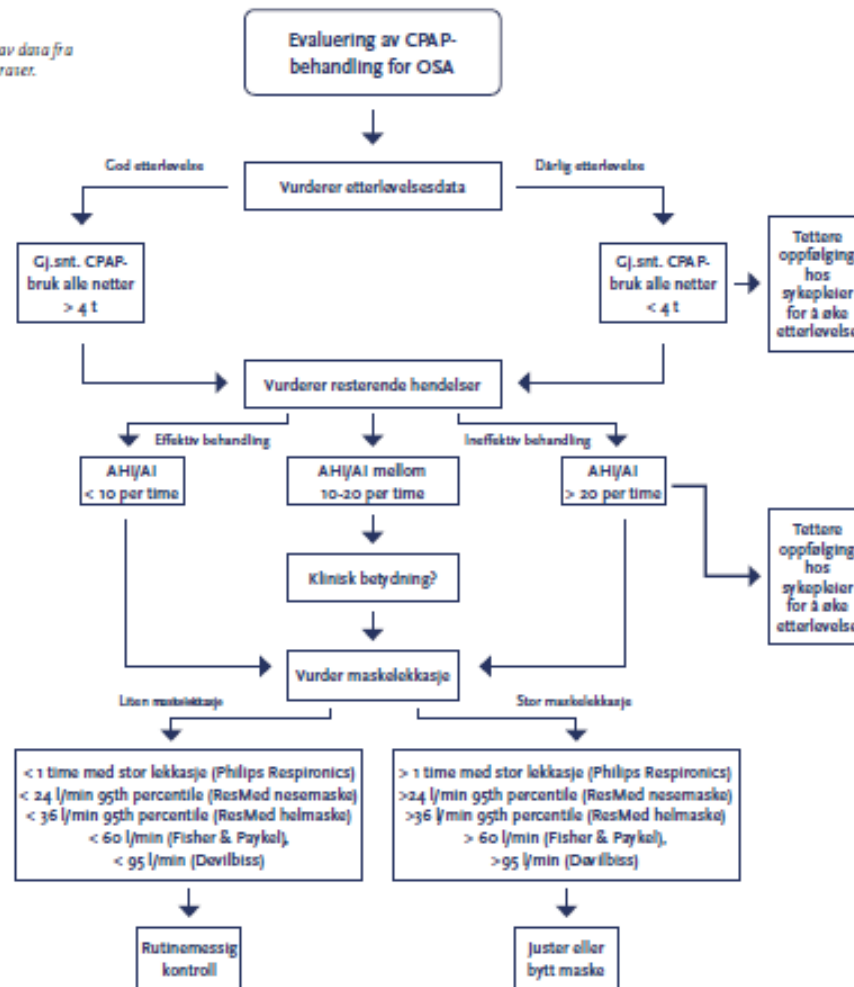 av data fra
raser.
Evaluering av CPAP-
behandling for OSA
God etterlevelse
Vurderer etterlevelsesdata
Dårlig etterlevelse
Gj.snt. CPAP-
bruk alle netter
> 4 t
Gj.snt. CPAP-
bruk alle netter
< 4 t
Tettere
oppfølging
hos
sykepleier
for å øke
etterlevelse
Vurderer resterende hendelser
Effektiv behandling
Ineffektiv behandling
AHI/AI
< 10 per time
AHI/AI mellom
10-20 per time
AHI/AI
> 20 per time
Tettere
oppfølging
hos
sykepleier
for å øke
etterlevelse
Klinisk betydning?
Vurder maskelekkasje
Liten maskelekkasje
Stor maskelekkasje
< 1 time med stor lekkasje (Philips Respironics)
< 24 l/min 95th percentile (ResMed nesemaske)
< 36 l/min 95th percentile (ResMed helmaske)
< 60 l/min (Fisher & Paykel),
< 95 l/min (Devilbiss)
> 1 time med stor lekkasje (Philips Respironics)
>24 l/min 95th percentile (ResMed nesemaske)
>36 l/min 95th percentile (ResMed helmaske)
> 60 l/min (Fisher & Paykel),
>95 l/min (Devilbiss)
Rutinemessig
kontroll
Juster eller
bytt maske